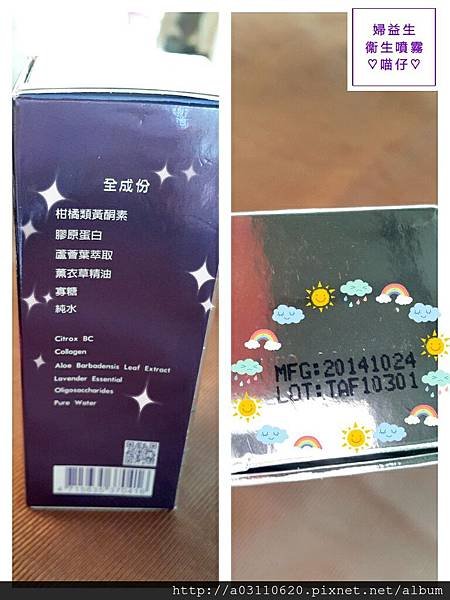 婦益生
衛生噴霧
♡喵仔♡
全成份
柑橘類黃酮素
膠原蛋白
蘆薈葉萃取
薰衣草精油
寡糖
純水
Citrox BC
Collagen
Aloe Barbadensis Leaf Extract
Lavender Essential
Oligosaccharides
Pure Water
MFG:20141024
LOT:TAF10301
http://a03110620.pixnet.net/album